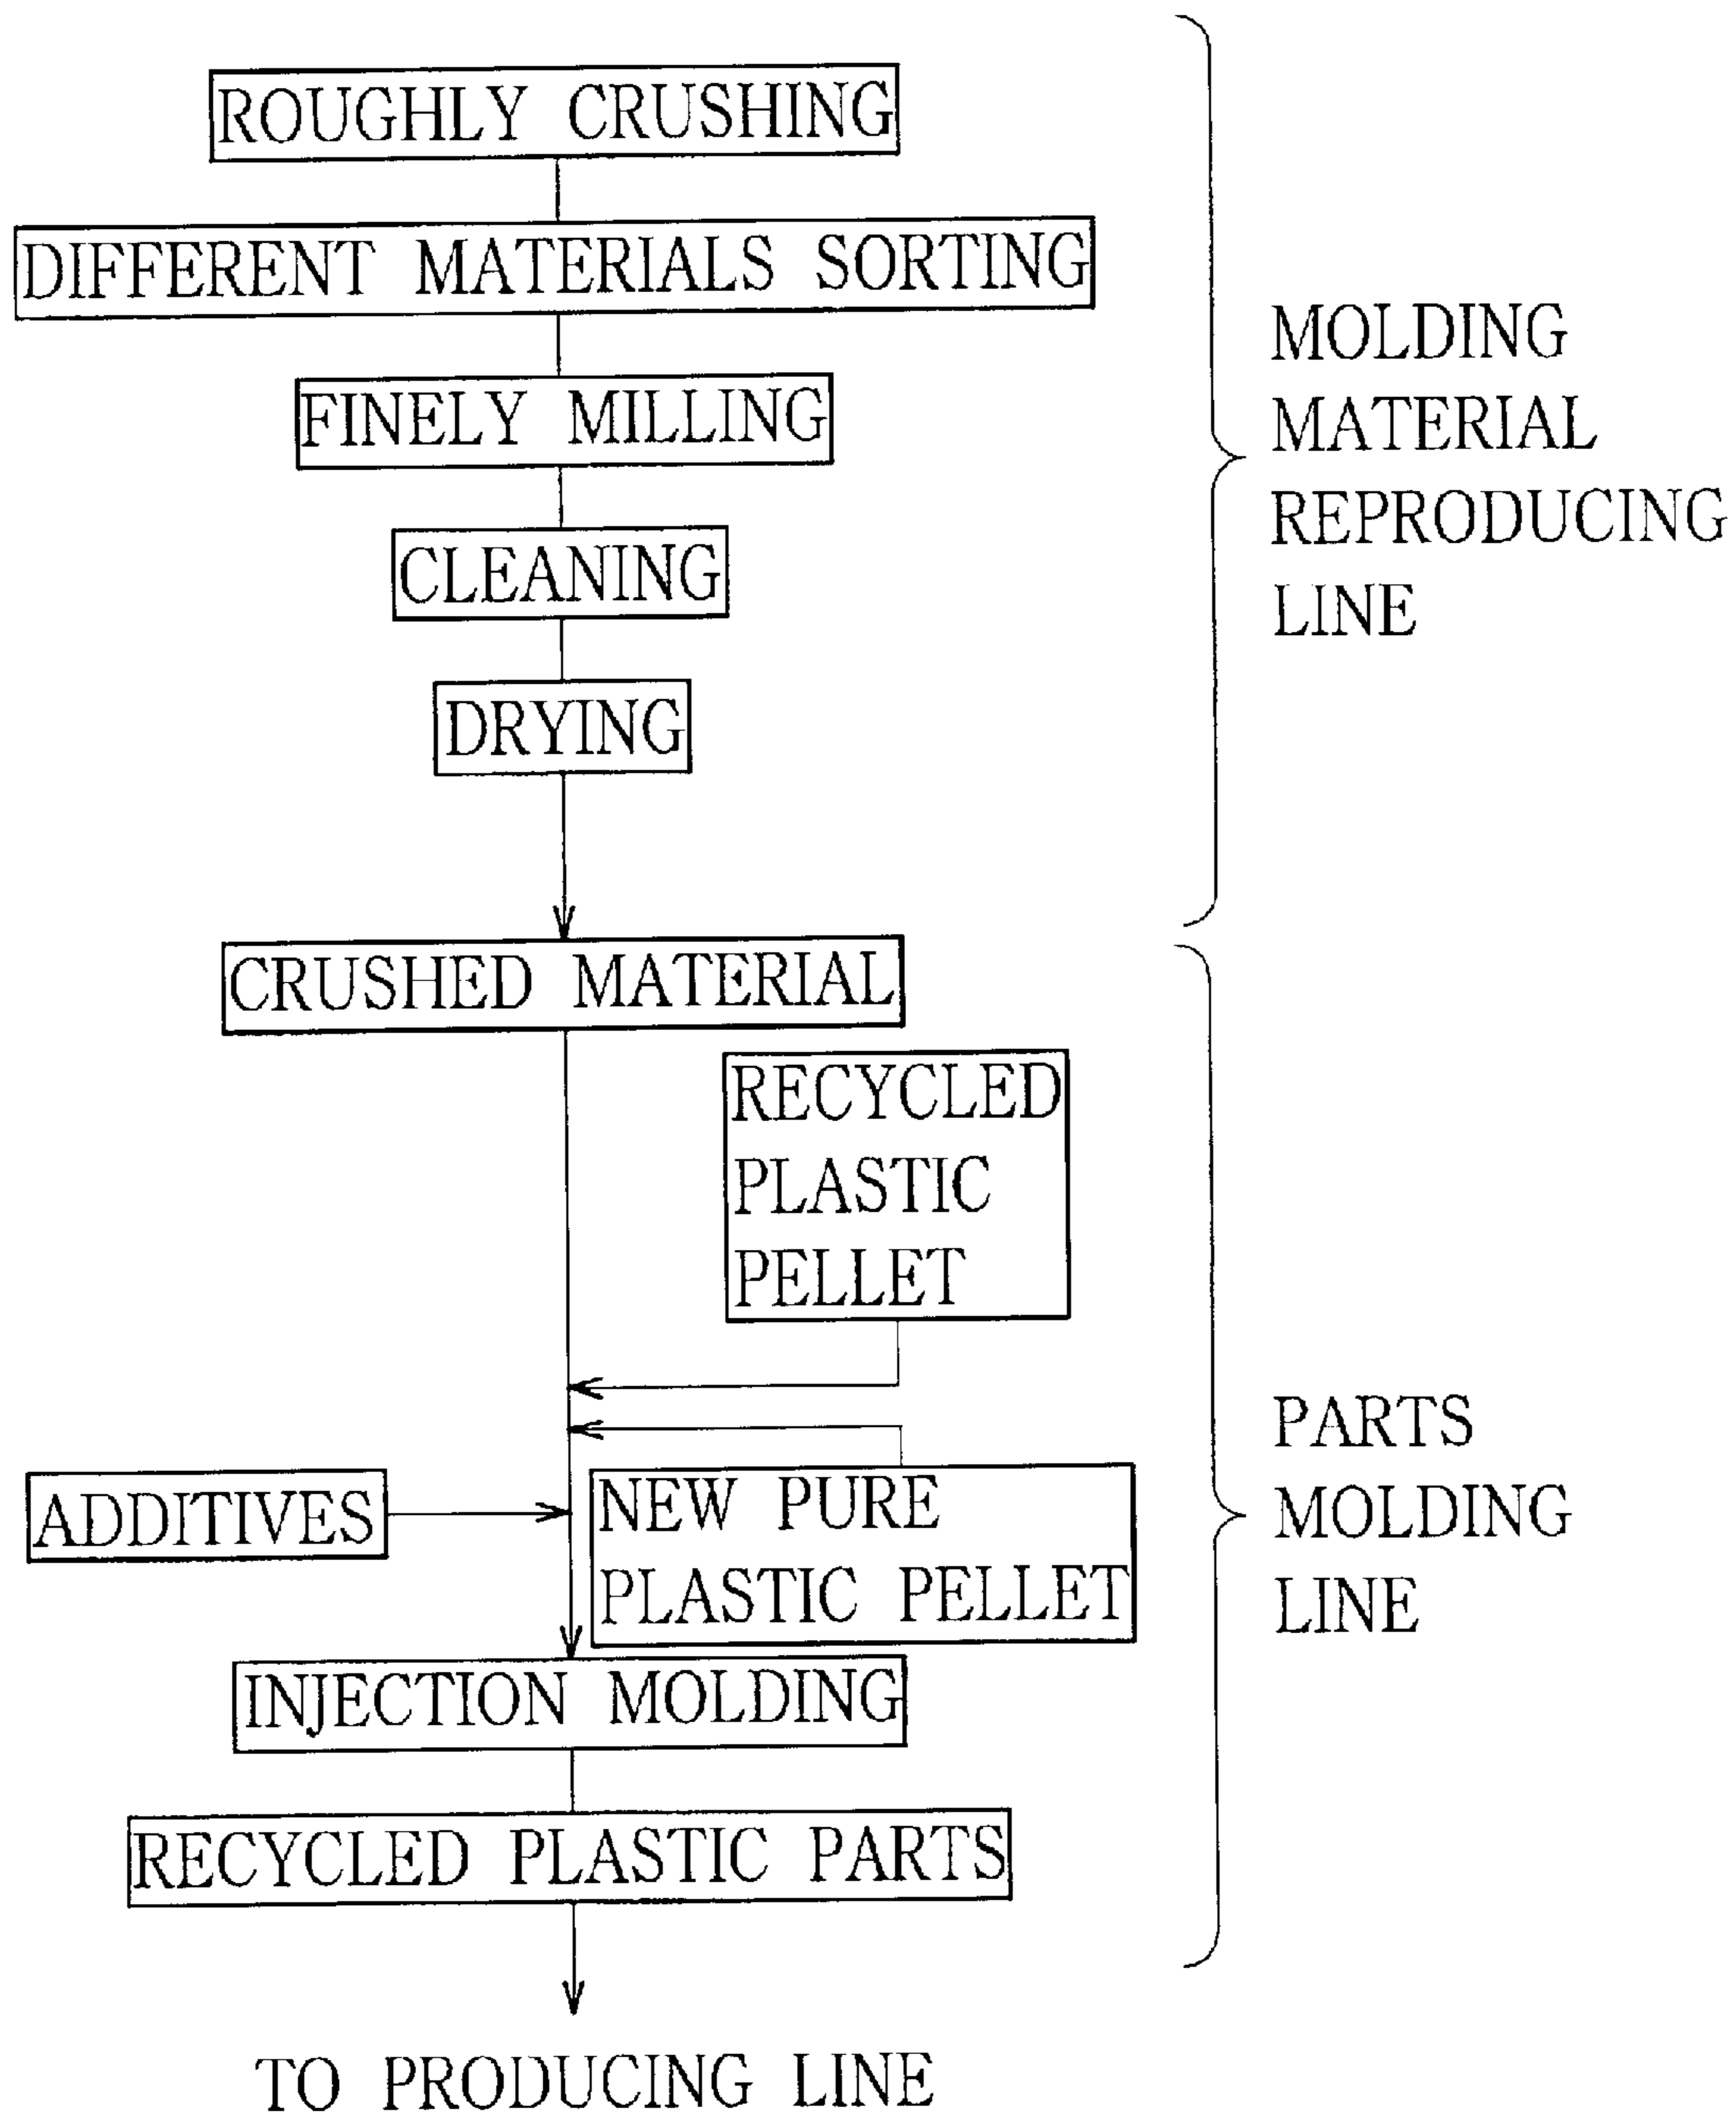 ROUGHLY CRUSHING
DIFFERENT MATERIALS SORTING
FINELY MILLING
CLEANING
DRYING
MOLDING
MATERIAL
REPRODUCING
LINE
CRUSHED MATERIAL
RECYCLED
PLASTIC
PELLET
ADDITIVES
NEW PURE
PLASTIC PELLET
INJECTION MOLDING
RECYCLED PLASTIC PARTS
PARTS
MOLDING
LINE
TO PRODUCING LINE